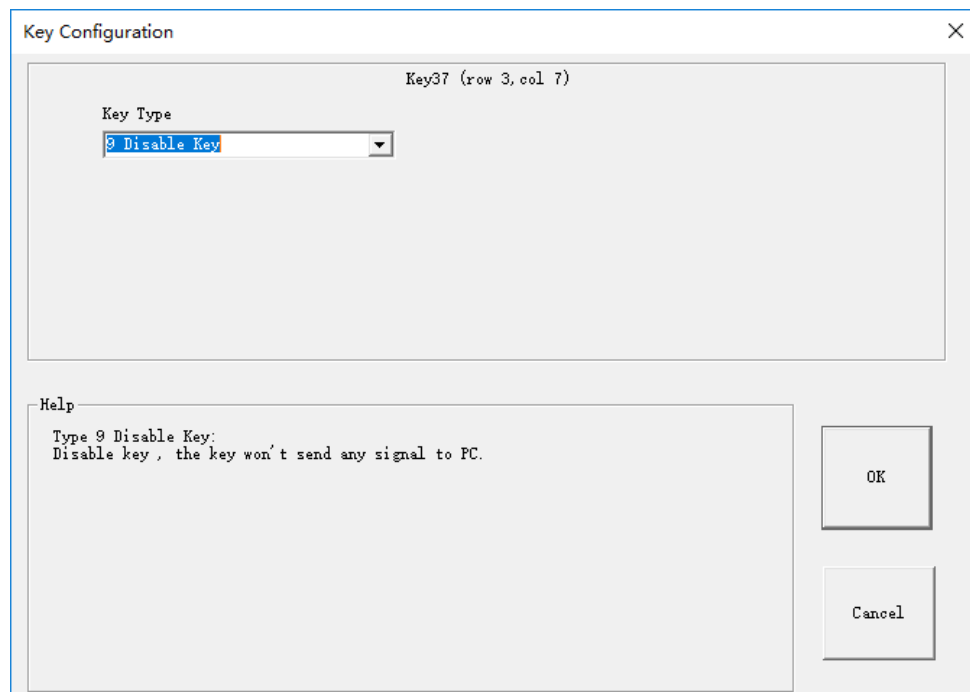 Key Configuration
Key37 (row 3, col 7)
Key Type
9 Disable Key
Help
Type 9 Disable Key:
Disable key , the key won't send any signal to PC.
OK
Cancel